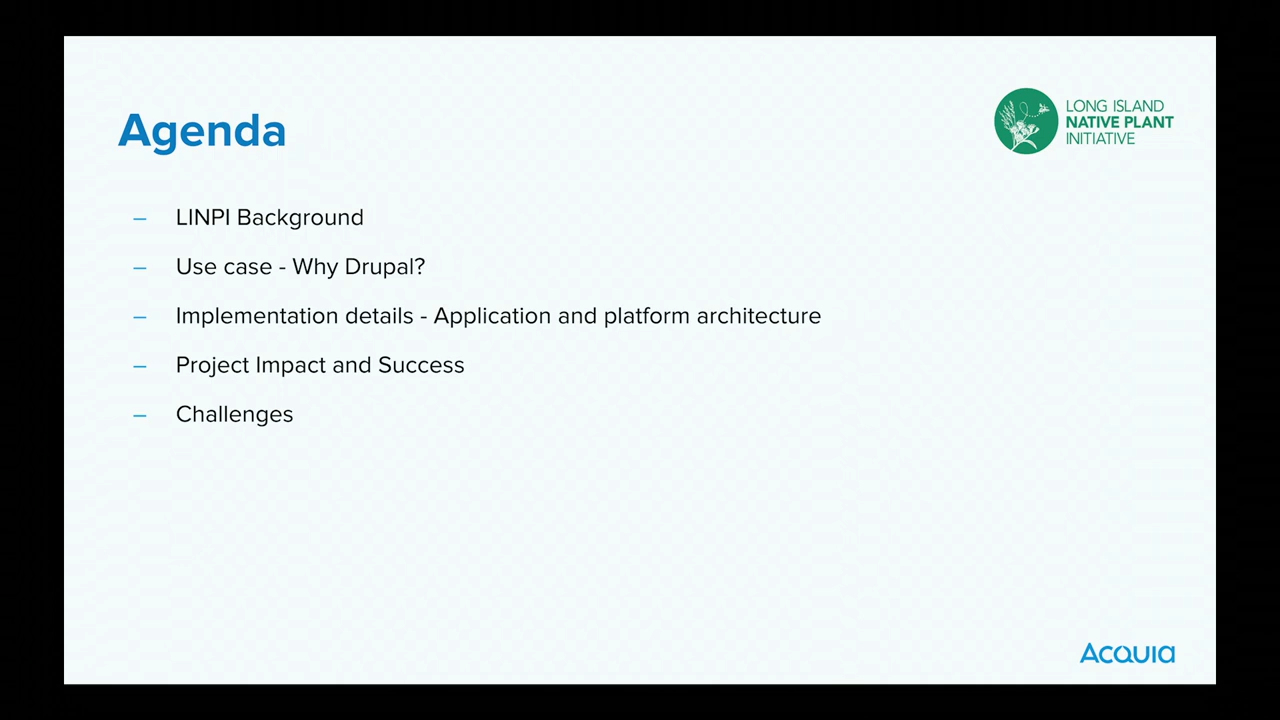 Agenda
LONG ISLAND
NATIVE PLANT
INITIATIVE
– LINPI Background
– Use case - Why Drupal?
– Implementation details - Application and platform architecture
– Project Impact and Success
– Challenges
Acquia